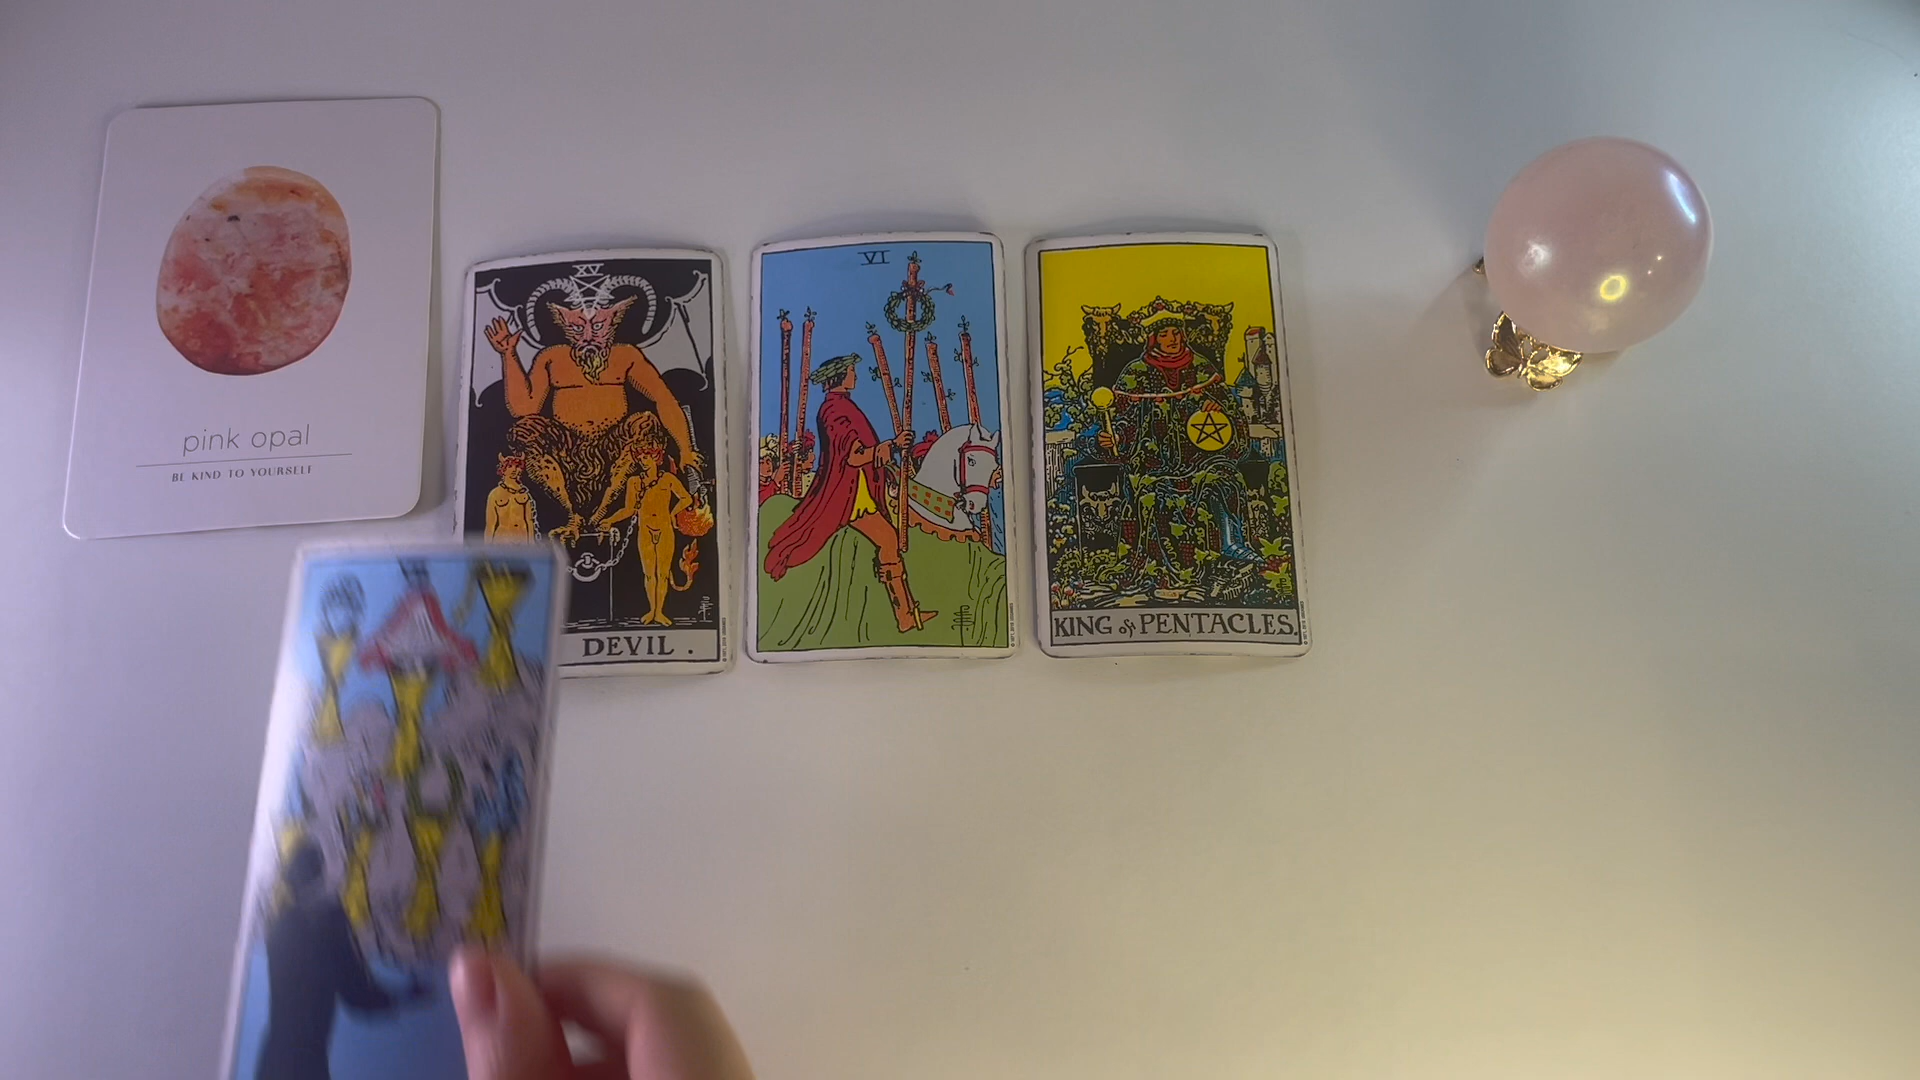 pink opal
BE KIND TO YOURSELF
XV
DEVIL.
VI
KING of PENTACLES.